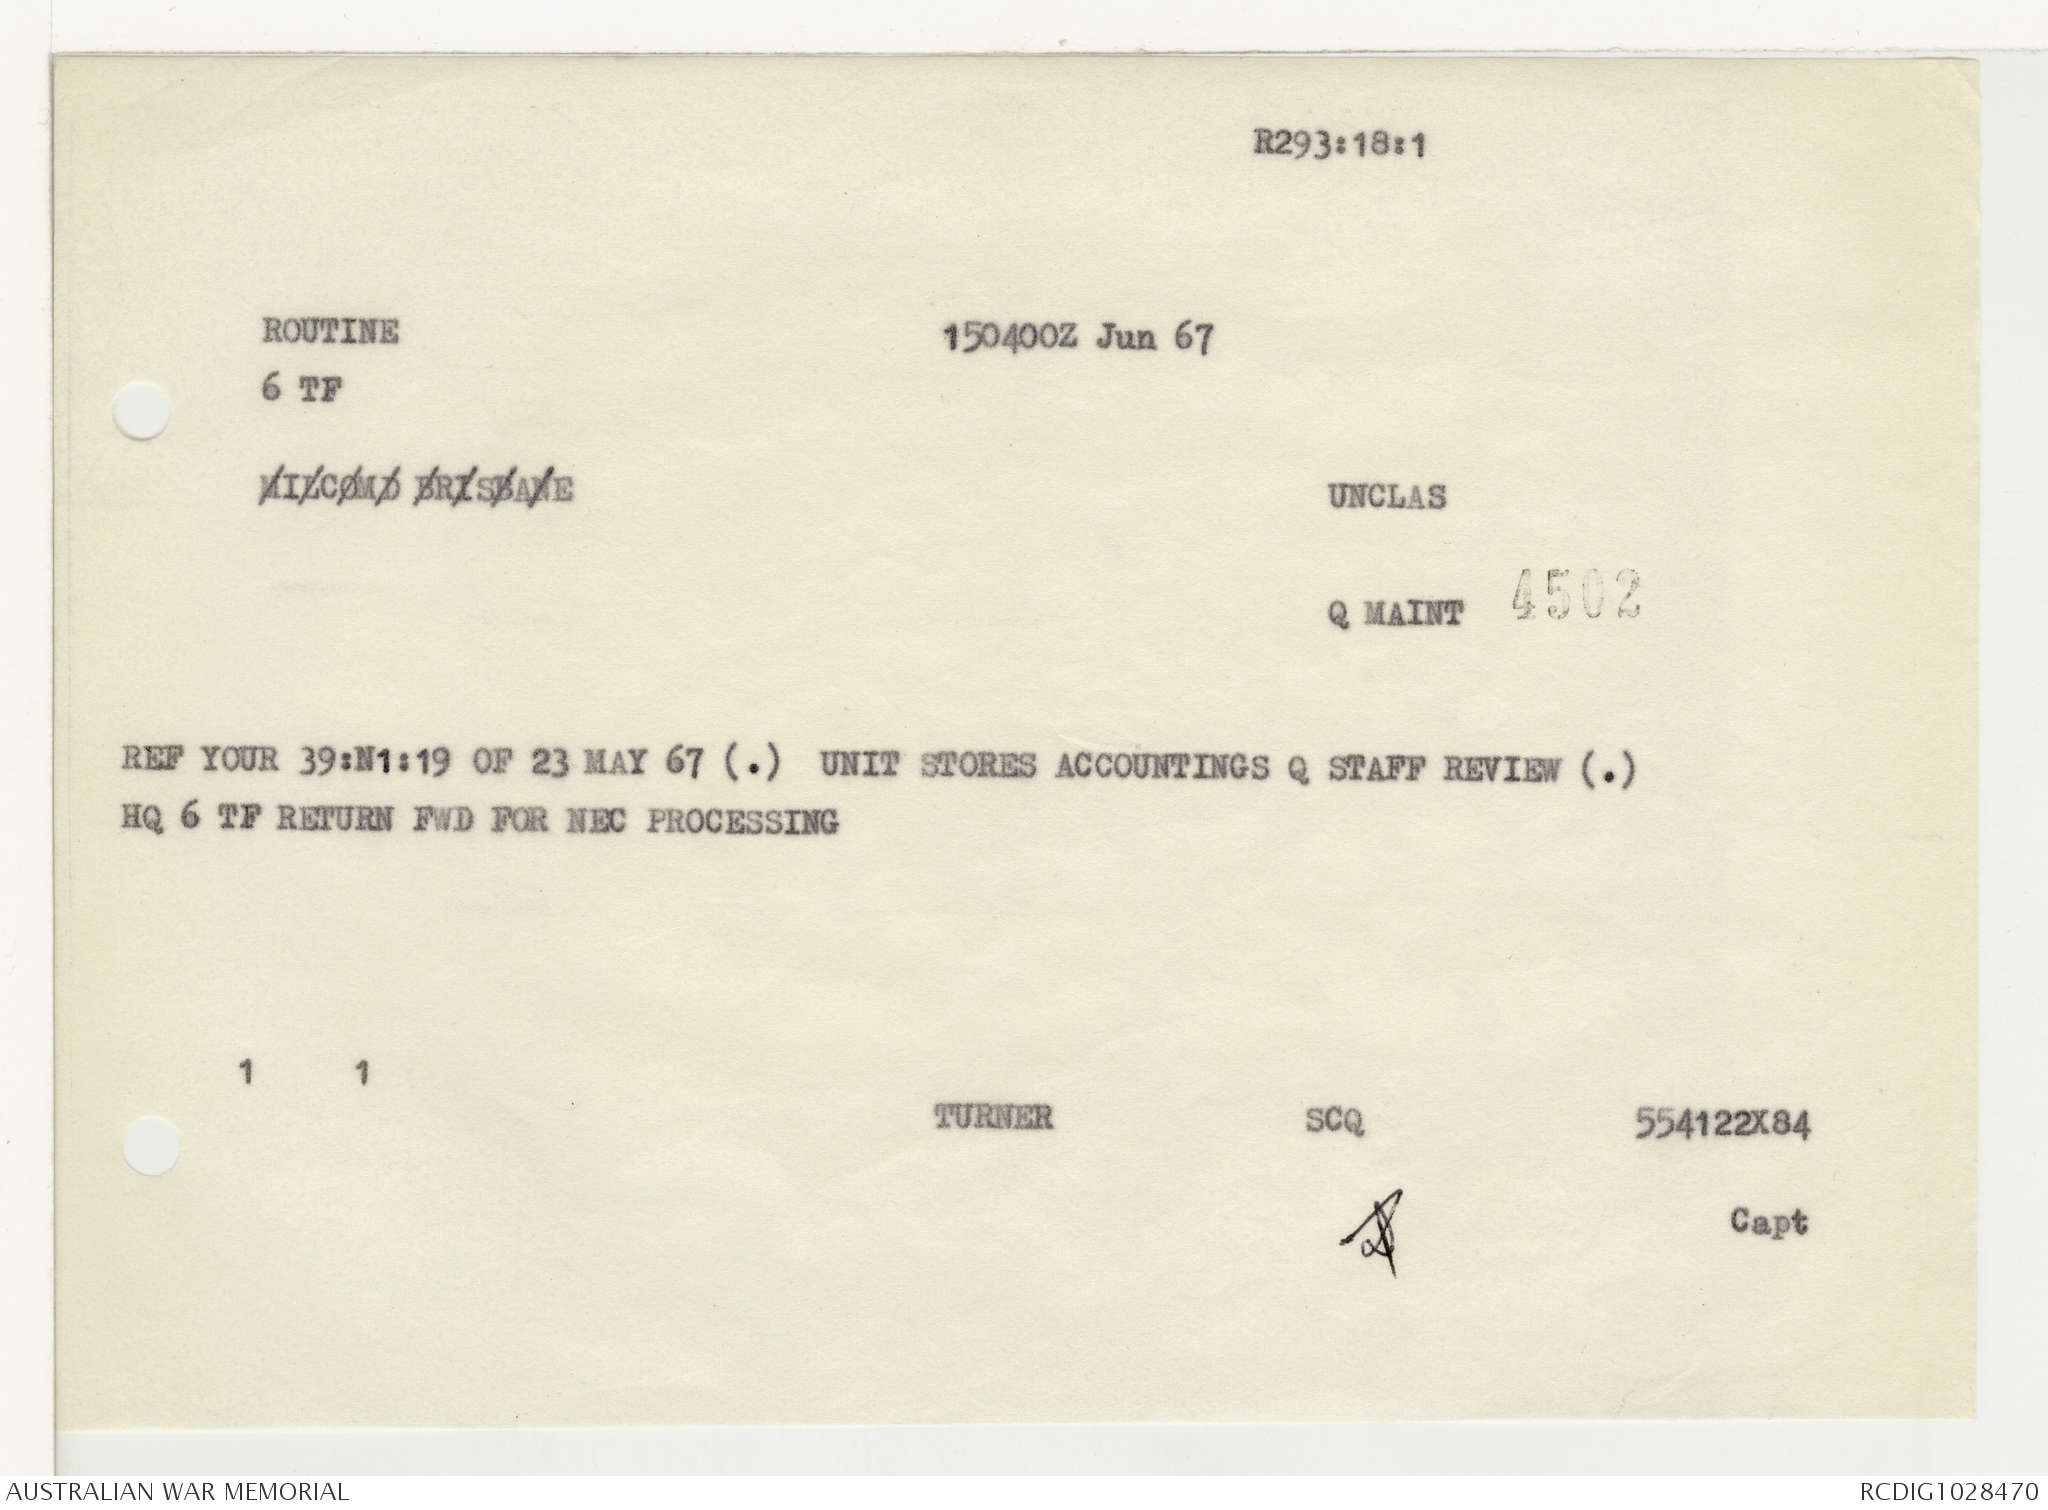 R293:18:1
ROUTINE 150400Z Jun 67
6 TF
MILCOMD BRISBANE UNCLAS
Q MAINT 4502
REF YOUR 39:N1:19 OF 23 MAY 67 (.) UNIT STORES ACCOUNTINGS Q STAFF REVIEW (.)
HQ 6 TF RETURN FWD FOR NEC PROCESSING
1 1
TURNER SCQ 554122X84
Capt
AUSTRALIAN WAR MEMORIAL RCDIG1028470